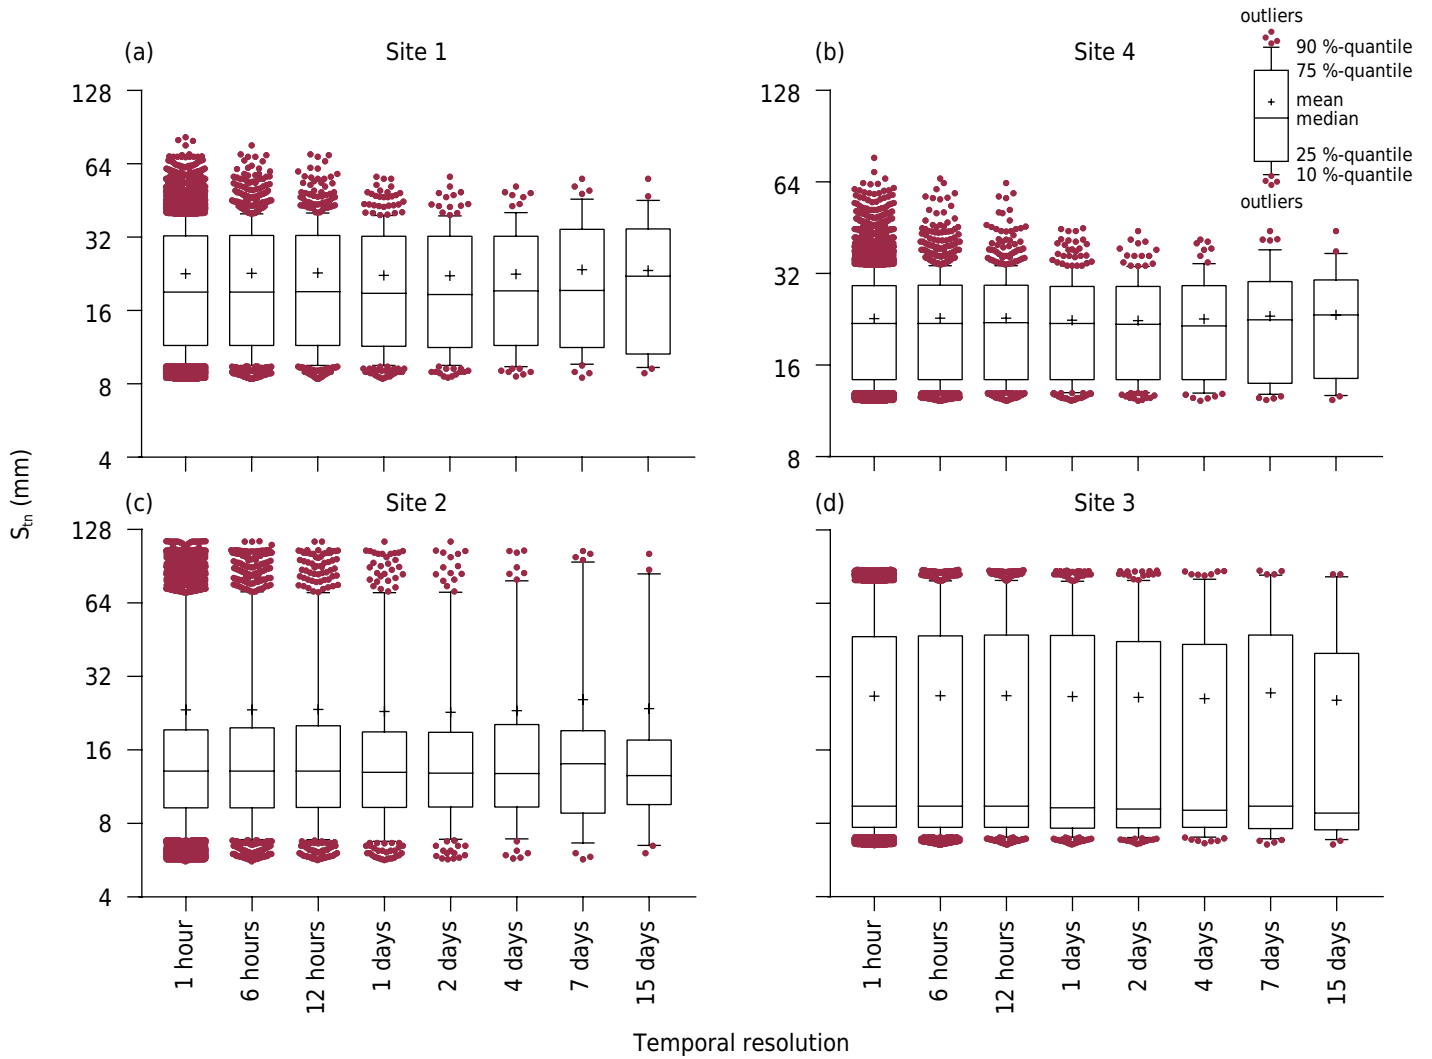 outliers
90 %-quantile
75 %-quantile
mean
median
25 %-quantile
10 %-quantile
outliers
(a)
Site 1
128
64
32
16
8
4
(b)
Site 4
128
64
32
16
8
S_tn (mm)
(c)
Site 2
128
64
32
16
8
4
1 hour
6 hours
12 hours
1 days
2 days
4 days
7 days
15 days
(d)
Site 3
1 hour
6 hours
12 hours
1 days
2 days
4 days
7 days
15 days
Temporal resolution